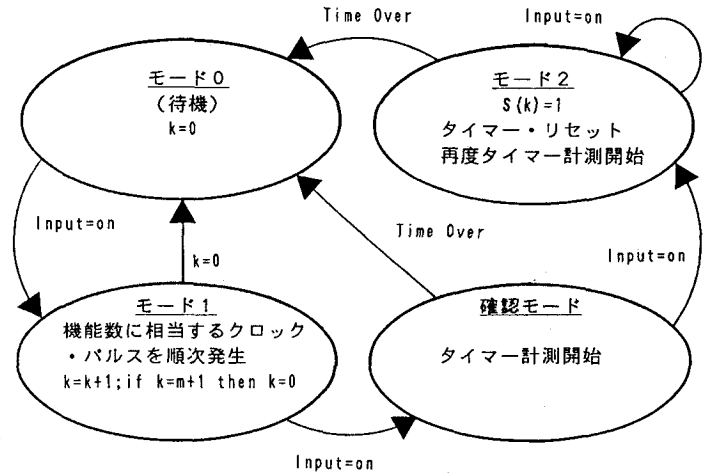 Time Over
Input=on
モード0
(待機)
k=0
モード2
S(k)=1
タイマー・リセット
再度タイマー計測開始
Input=on
k=0
Time Over
Input=on
モード1
機能数に相当するクロック
・パルスを順次発生
k=k+1;if k=m+1 then k=0
確認モード
タイマー計測開始
Input=on